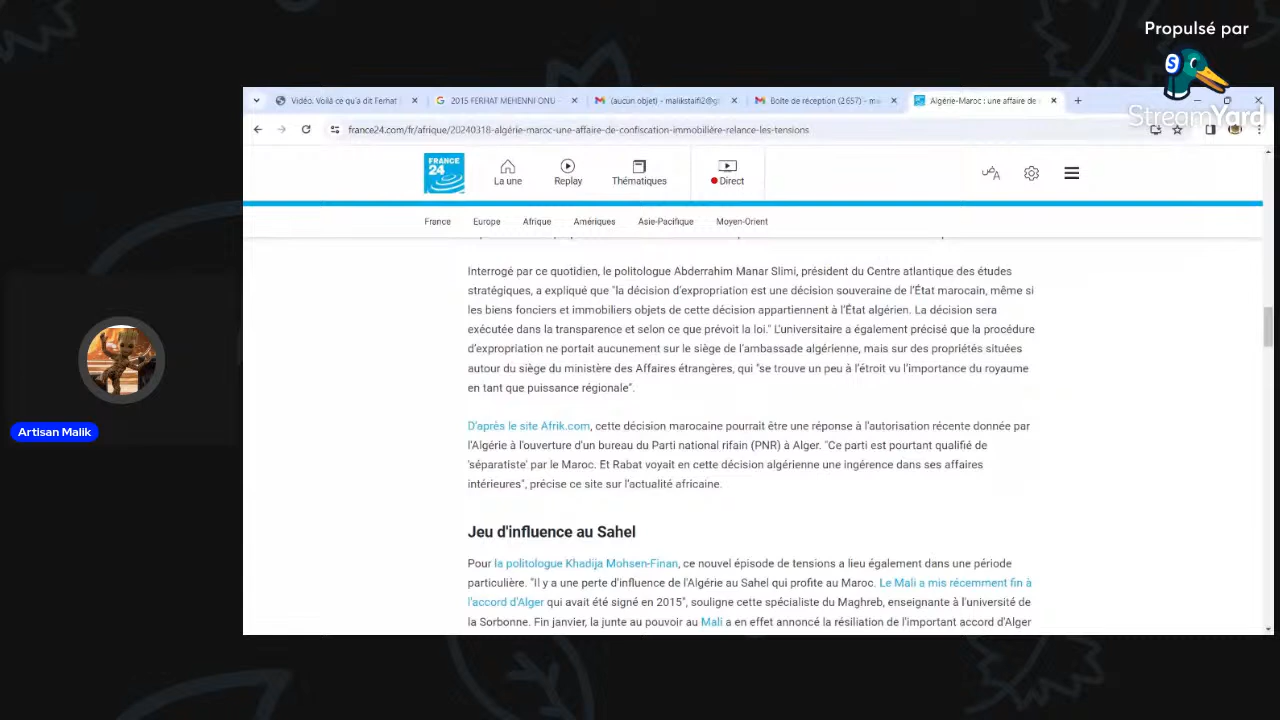 Propulsé par
StreamYard
Vidéo. Voilà ce qu'a dit Ferhat
2015 FERHAT MEHENNI ONU -
(aucun objet) - malikstaifi2@g
Boîte de réception (2 657) - m
Algérie-Maroc : une affaire de
france24.com/fr/afrique/20240318-algérie-maroc-une-affaire-de-confiscation-immobilière-relance-les-tensions
FRANCE 24
La une
Replay
Thématiques
Direct
France Europe Afrique Amériques Asie-Pacifique Moyen-Orient
Interrogé par ce quotidien, le politologue Abderrahim Manar Slimi, président du Centre atlantique des études
stratégiques, a expliqué que "la décision d'expropriation est une décision souveraine de l'État marocain, même si
les biens fonciers et immobiliers objets de cette décision appartiennent à l'État algérien. La décision sera
exécutée dans la transparence et selon ce que prévoit la loi." L'universitaire a également précisé que la procédure
d'expropriation ne portait aucunement sur le siège de l'ambassade algérienne, mais sur des propriétés situées
autour du siège du ministère des Affaires étrangères, qui "se trouve un peu à l'étroit vu l'importance du royaume
en tant que puissance régionale".
D'après le site Afrik.com, cette décision marocaine pourrait être une réponse à l'autorisation récente donnée par
l'Algérie à l'ouverture d'un bureau du Parti national rifain (PNR) à Alger. "Ce parti est pourtant qualifié de
'séparatiste' par le Maroc. Et Rabat voyait en cette décision algérienne une ingérence dans ses affaires
intérieures", précise ce site sur l'actualité africaine.
Jeu d'influence au Sahel
Pour la politologue Khadija Mohsen-Finan, ce nouvel épisode de tensions a lieu également dans une période
particulière. "Il y a une perte d'influence de l'Algérie au Sahel qui profite au Maroc. Le Mali a mis récemment fin à
l'accord d'Alger qui avait été signé en 2015", souligne cette spécialiste du Maghreb, enseignante à l'université de
la Sorbonne. Fin janvier, la junte au pouvoir au Mali a en effet annoncé la résiliation de l'important accord d'Alger
Artisan Malik